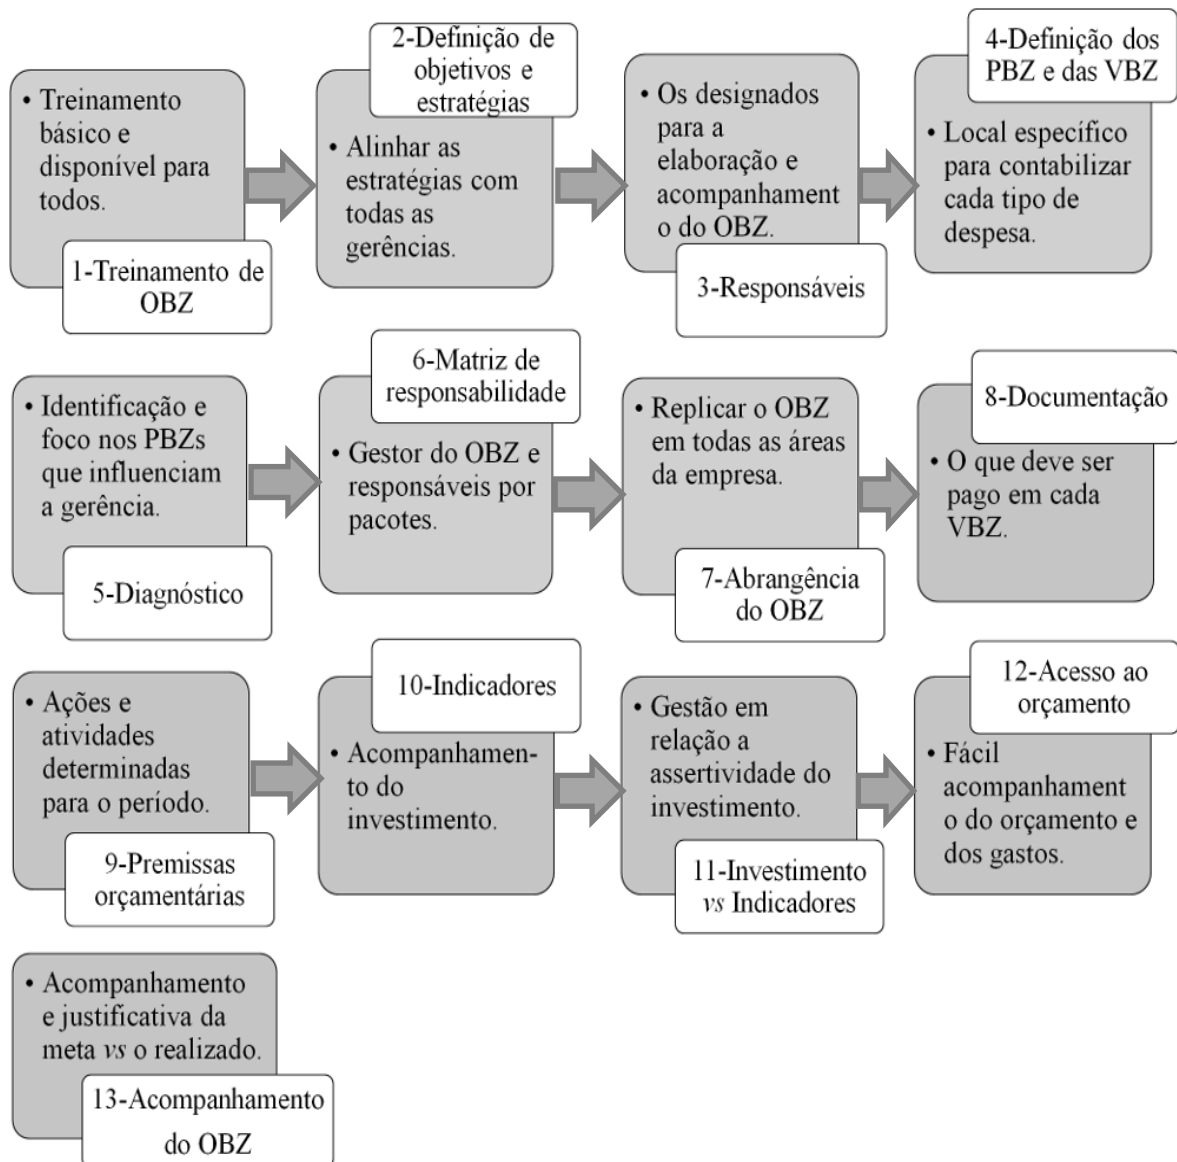 • Treinamento
básico e
disponível para
todos.
1-Treinamento de
OBZ
2-Definição de
objetivos e
estratégias
• Alinhar as
estratégias com
todas as
gerências.
• Os designados
para a
elaboração e
acompanhament
o do OBZ.
3-Responsáveis
4-Definição dos
PBZ e das VBZ
• Local específico
para contabilizar
cada tipo de
despesa.
• Identificação e
foco nos PBZs
que influenciam
a gerência.
5-Diagnóstico
6-Matriz de
responsabilidade
• Gestor do OBZ e
responsáveis por
pacotes.
• Replicar o OBZ
em todas as áreas
da empresa.
7-Abrangência
do OBZ
8-Documentação
• O que deve ser
pago em cada
VBZ.
• Ações e
atividades
determinadas
para o período.
9-Premissas
orçamentárias
10-Indicadores
• Acompanhamen-
to do
investimento.
• Gestão em
relação a
assertividade do
investimento.
11-Investimento
vs Indicadores
12-Acesso ao
orçamento
• Fácil
acompanhament
o do orçamento e
dos gastos.
• Acompanhamento
e justificativa da
meta vs o realizado.
13-Acompanhamento
do OBZ